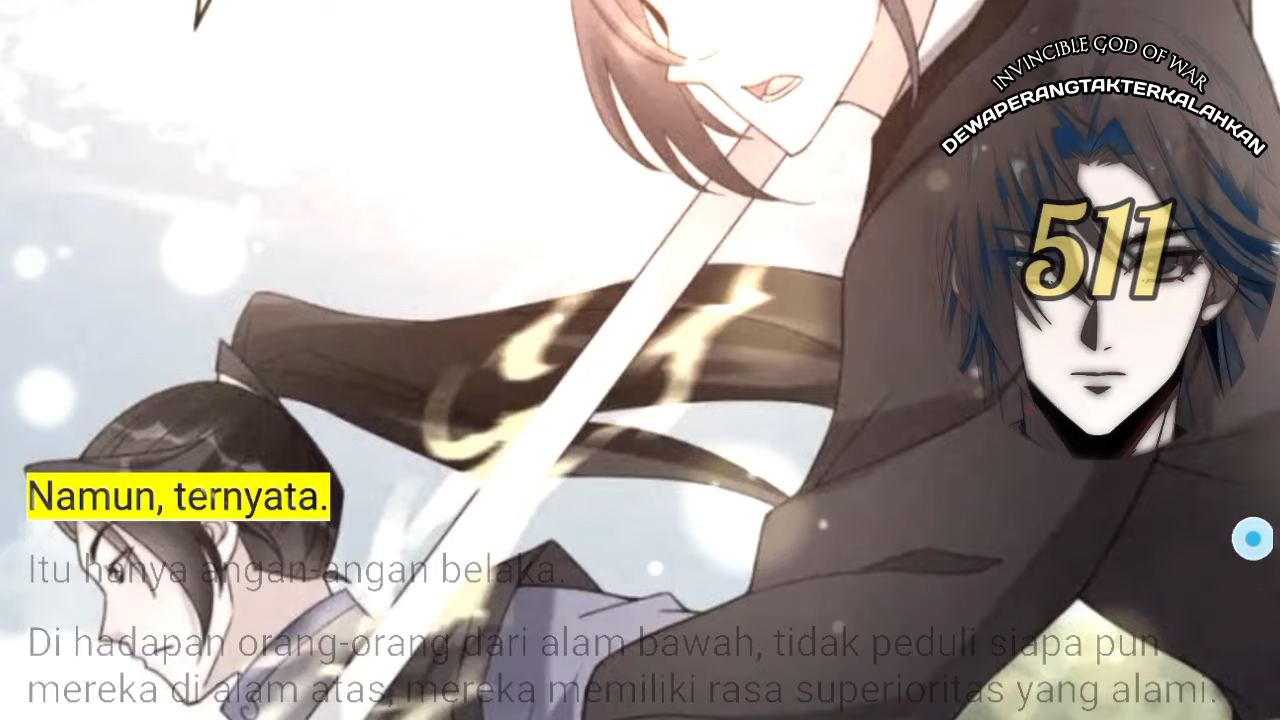 INVINCIBLE GOD OF WAR
DEWAPERANGTAKTERKALAHKAN
511
Namun, ternyata.
Itu hanya angan-angan belaka.
Di hadapan orang-orang dari alam bawah, tidak peduli siapa pun
mereka di alam atas, mereka memiliki rasa superioritas yang alami.